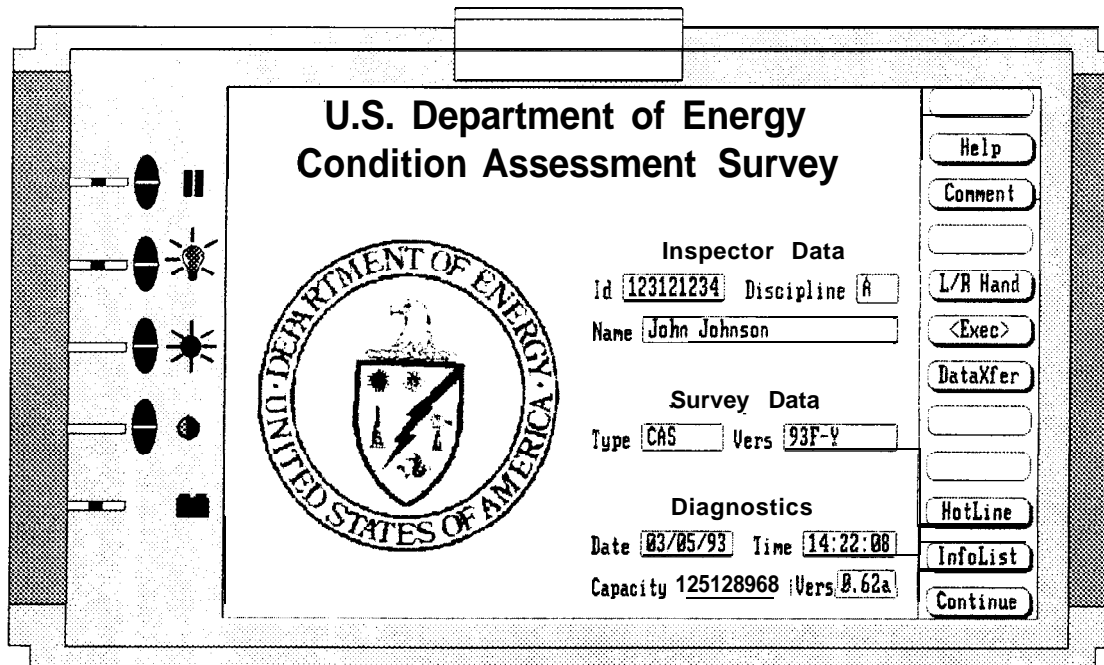 U.S. Department of Energy
Condition Assessment Survey
UNITED STATES OF AMERICA · DEPARTMENT OF ENERGY ·
Inspector Data
Id 123121234 Discipline A
Name John Johnson
Survey Data
Type CAS Vers 93F-Y
Diagnostics
Date 03/05/93 Time 14:22:08
Capacity 125128968 Vers 0.62a
Help
Comment
L/R Hand
<Exec>
DataXfer
HotLine
InfoList
Continue